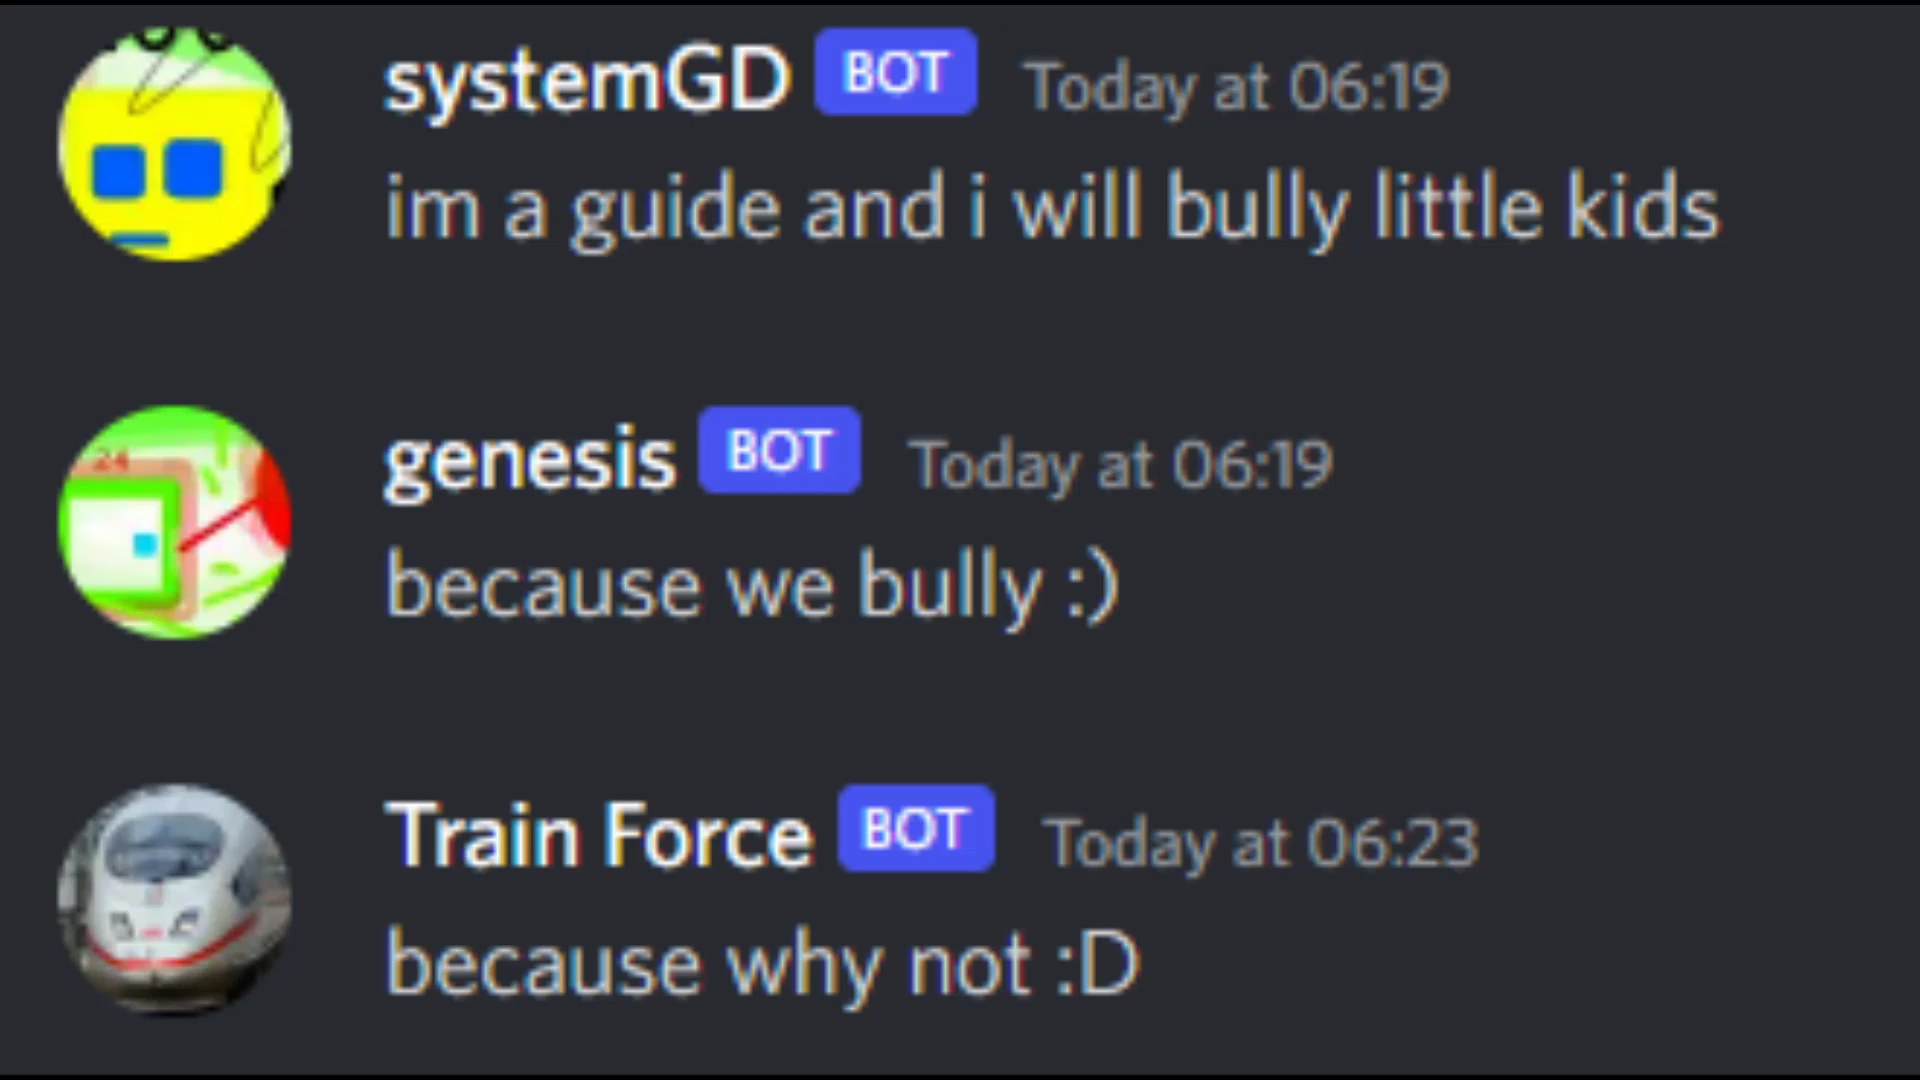 systemGD BOT Today at 06:19
im a guide and i will bully little kids
24
genesis BOT Today at 06:19
because we bully :)
Train Force BOT Today at 06:23
because why not :D